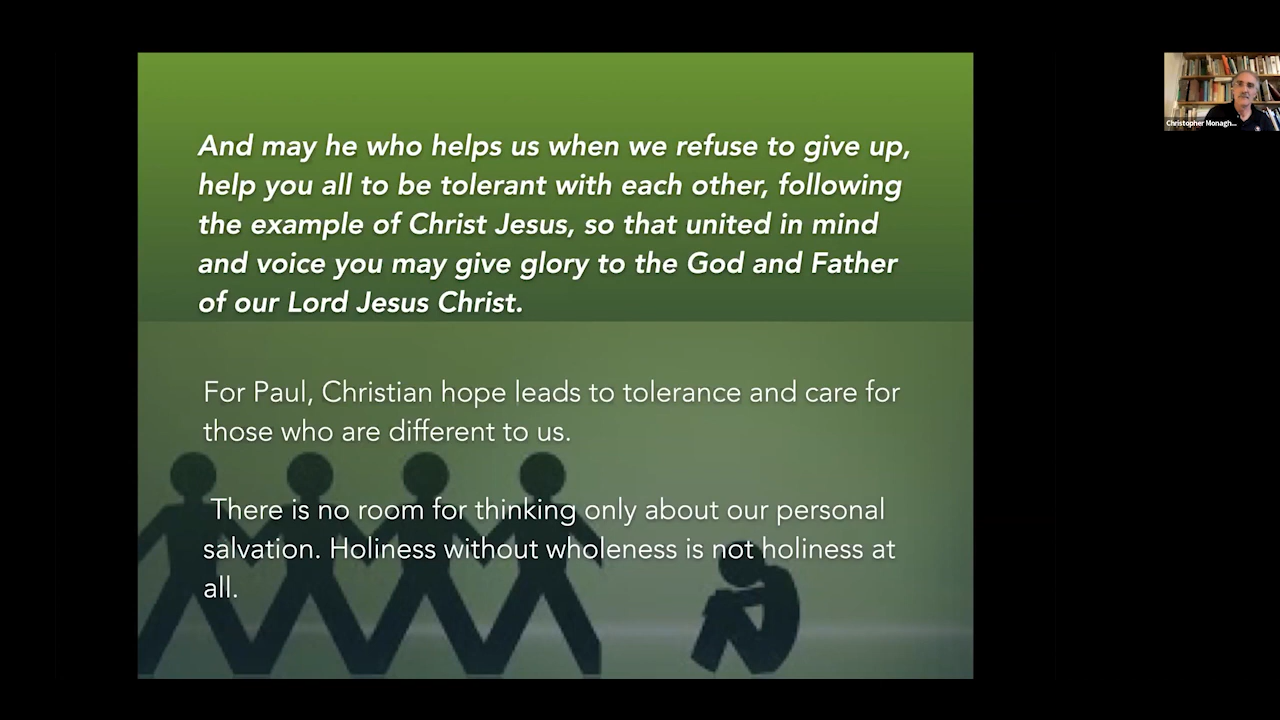 And may he who helps us when we refuse to give up,
help you all to be tolerant with each other, following
the example of Christ Jesus, so that united in mind
and voice you may give glory to the God and Father
of our Lord Jesus Christ.
For Paul, Christian hope leads to tolerance and care for
those who are different to us.
There is no room for thinking only about our personal
salvation. Holiness without wholeness is not holiness at
all.
Christopher Monagh...